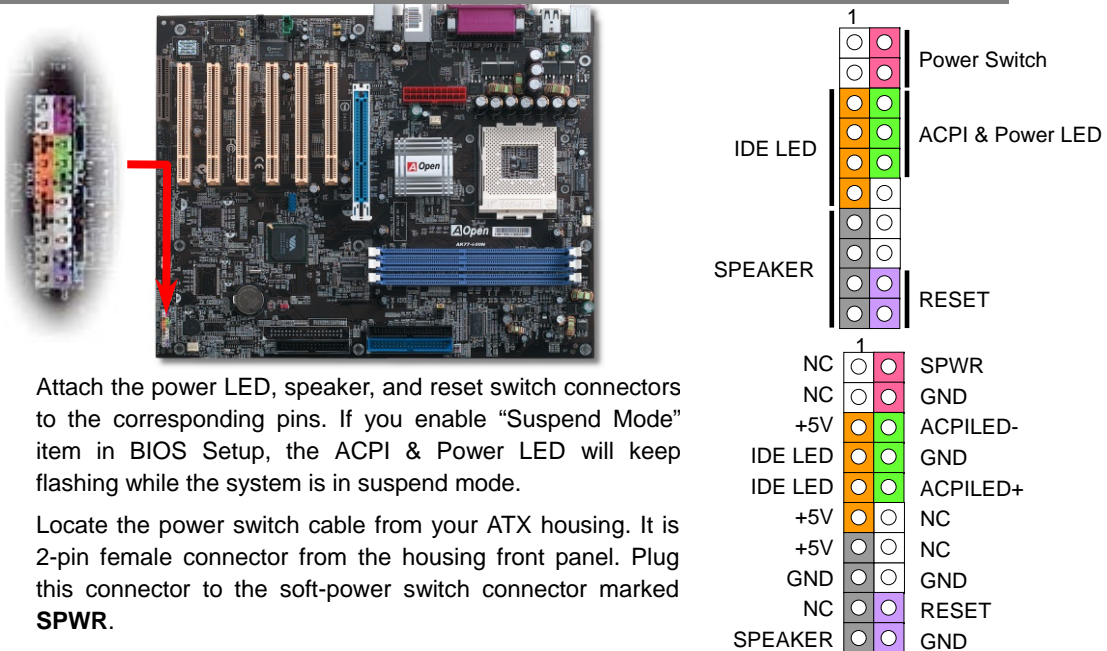 1
Power Switch
IDE LED
ACPI & Power LED
SPEAKER
RESET
AOpen
AOpen
AK77-600N
VIA
Attach the power LED, speaker, and reset switch connectors
to the corresponding pins. If you enable “Suspend Mode”
item in BIOS Setup, the ACPI & Power LED will keep
flashing while the system is in suspend mode.
Locate the power switch cable from your ATX housing. It is
2-pin female connector from the housing front panel. Plug
this connector to the soft-power switch connector marked
SPWR.
1
NC SPWR
NC GND
+5V ACPILED-
IDE LED GND
IDE LED ACPILED+
+5V NC
+5V NC
GND GND
NC RESET
SPEAKER GND